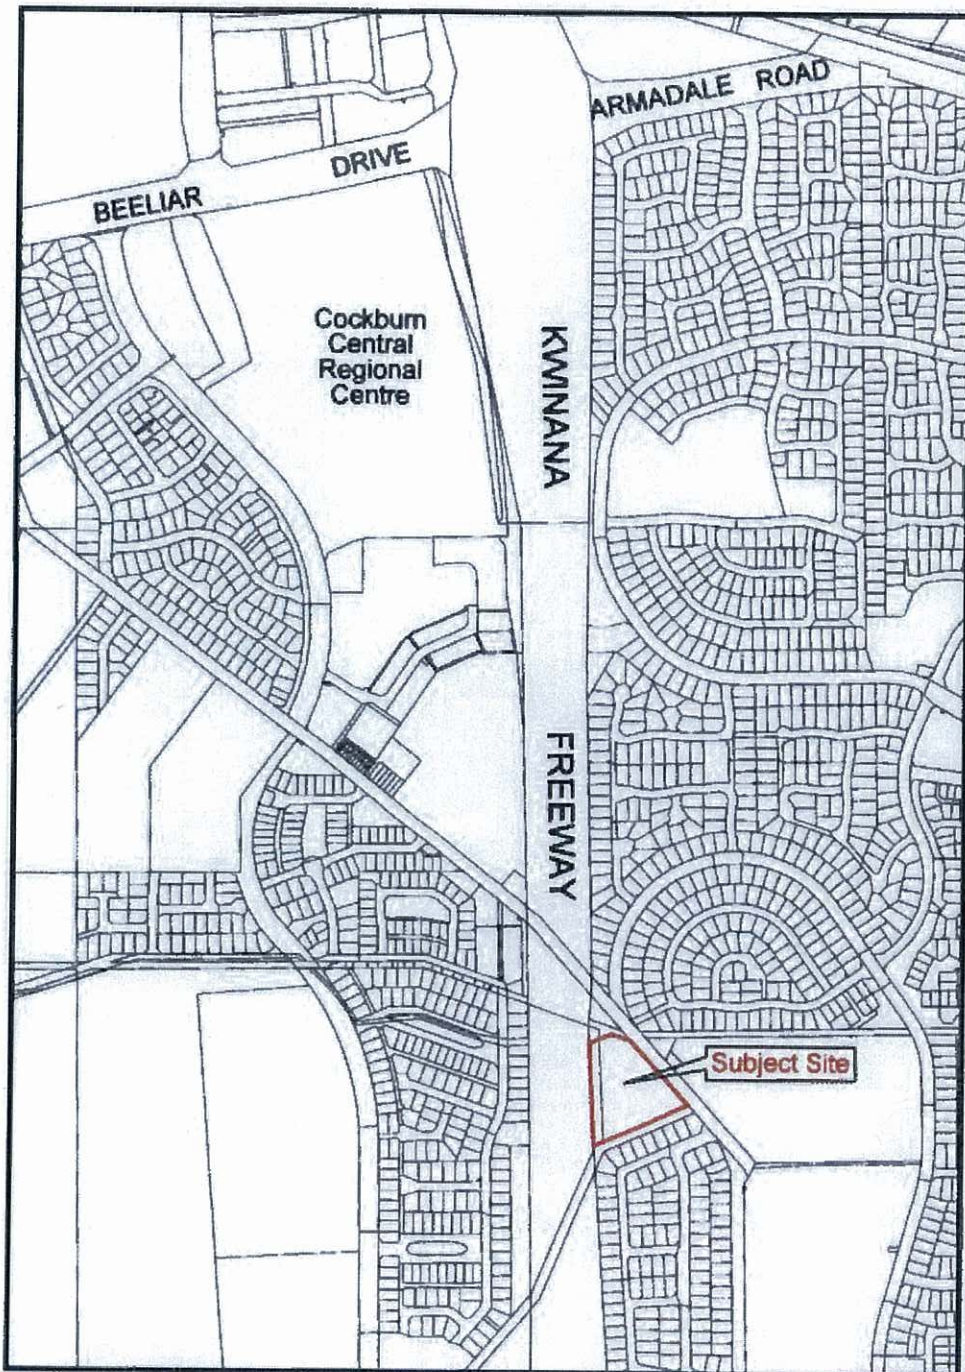 ARMADALE ROAD
BEELIAR DRIVE
Cockburn
Central
Regional
Centre
KWINANA
FREEWAY
Subject Site